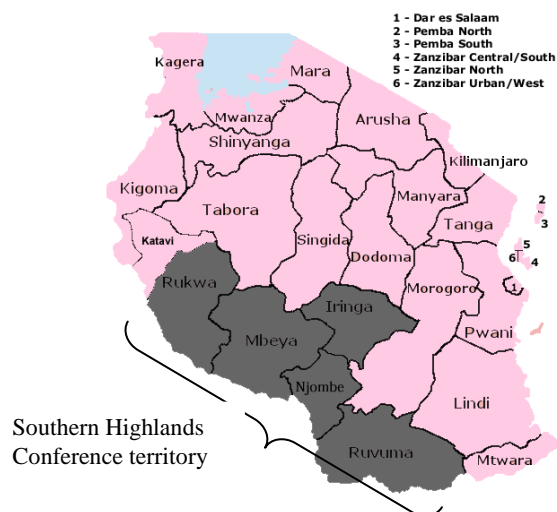 1 - Dar es Salaam
2 - Pemba North
3 - Pemba South
4 - Zanzibar Central/South
5 - Zanzibar North
6 - Zanzibar Urban/West
Kagera
Mara
Mwanza
Arusha
Shinyanga
Kilimanjaro
Kigoma
Manyara
Tabora
Tanga
2
3
Katavi
Singida
Dodoma
5
6
4
Rukwa
Iringa
Morogoro
1
Mbeya
Pwani
Njombe
Lindi
Southern Highlands
Conference territory
Ruvuma
Mtwara